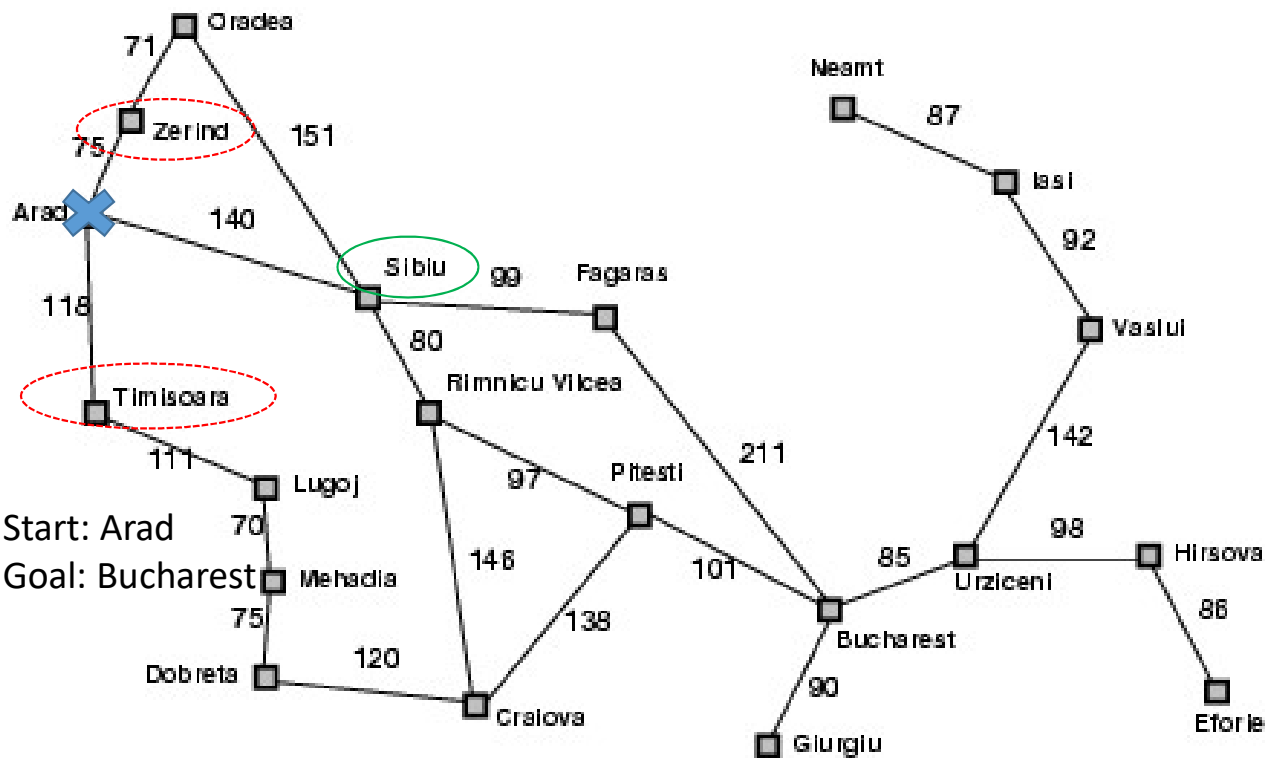 Oradea
71
Neamt
87
Zerind
151
75
Iasi
Arad
140
92
Sibiu
99
Fagaras
118
80
Vaslui
Rimnicu Vilcea
Timisoara
142
211
111
Pitesti
97
Lugoj
Start: Arad
70
98
Hirsova
146
85
Goal: Bucharest
Mehadia
101
Urziceni
86
75
138
Bucharest
120
Dobreta
90
Craiova
Eforie
Giurgiu